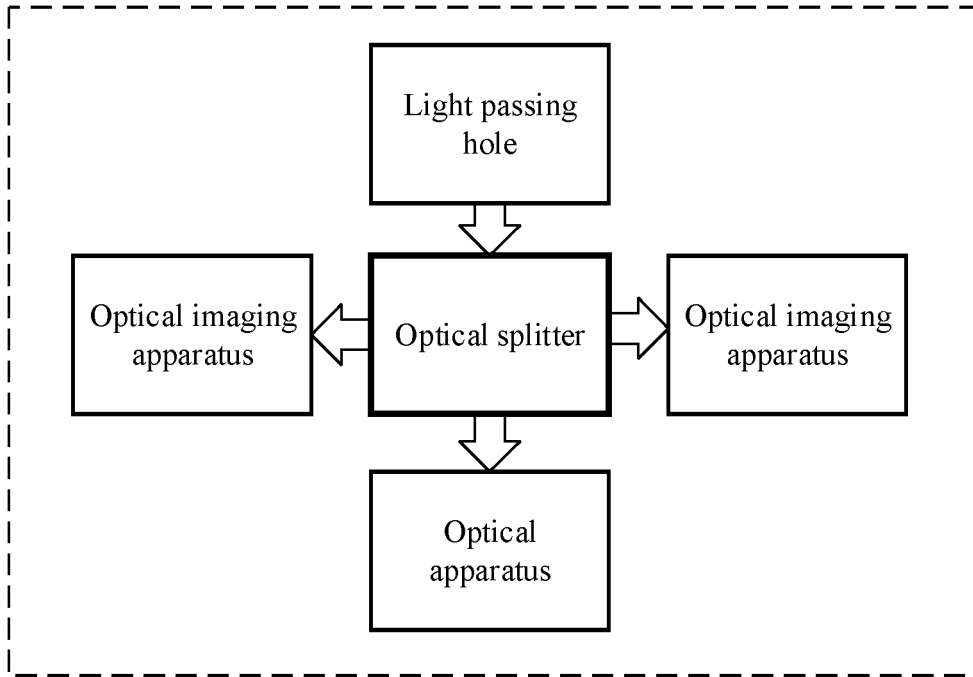 Light passing
hole
Optical imaging
apparatus
Optical splitter
Optical imaging
apparatus
Optical
apparatus